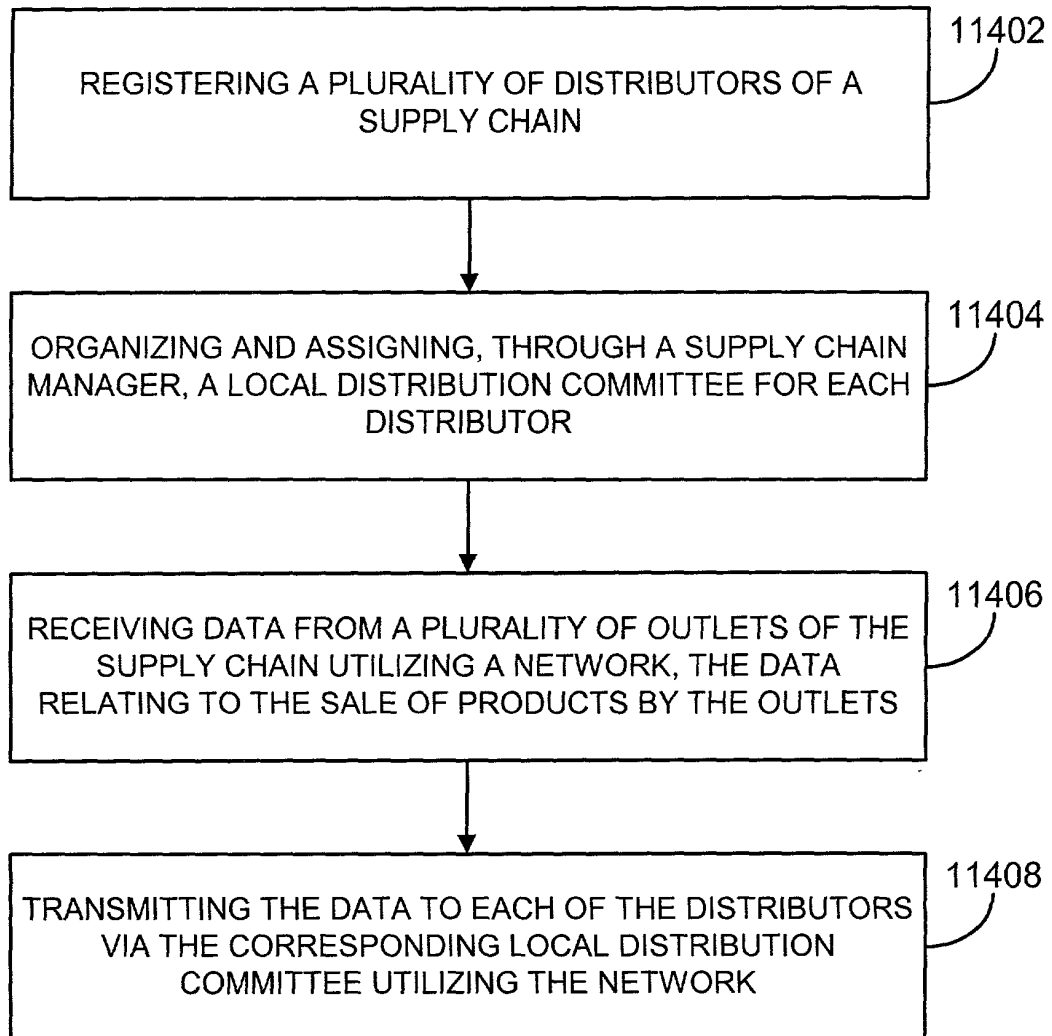 11402
REGISTERING A PLURALITY OF DISTRIBUTORS OF A
SUPPLY CHAIN
11404
ORGANIZING AND ASSIGNING, THROUGH A SUPPLY CHAIN
MANAGER, A LOCAL DISTRIBUTION COMMITTEE FOR EACH
DISTRIBUTOR
11406
RECEIVING DATA FROM A PLURALITY OF OUTLETS OF THE
SUPPLY CHAIN UTILIZING A NETWORK, THE DATA
RELATING TO THE SALE OF PRODUCTS BY THE OUTLETS
11408
TRANSMITTING THE DATA TO EACH OF THE DISTRIBUTORS
VIA THE CORRESPONDING LOCAL DISTRIBUTION
COMMITTEE UTILIZING THE NETWORK